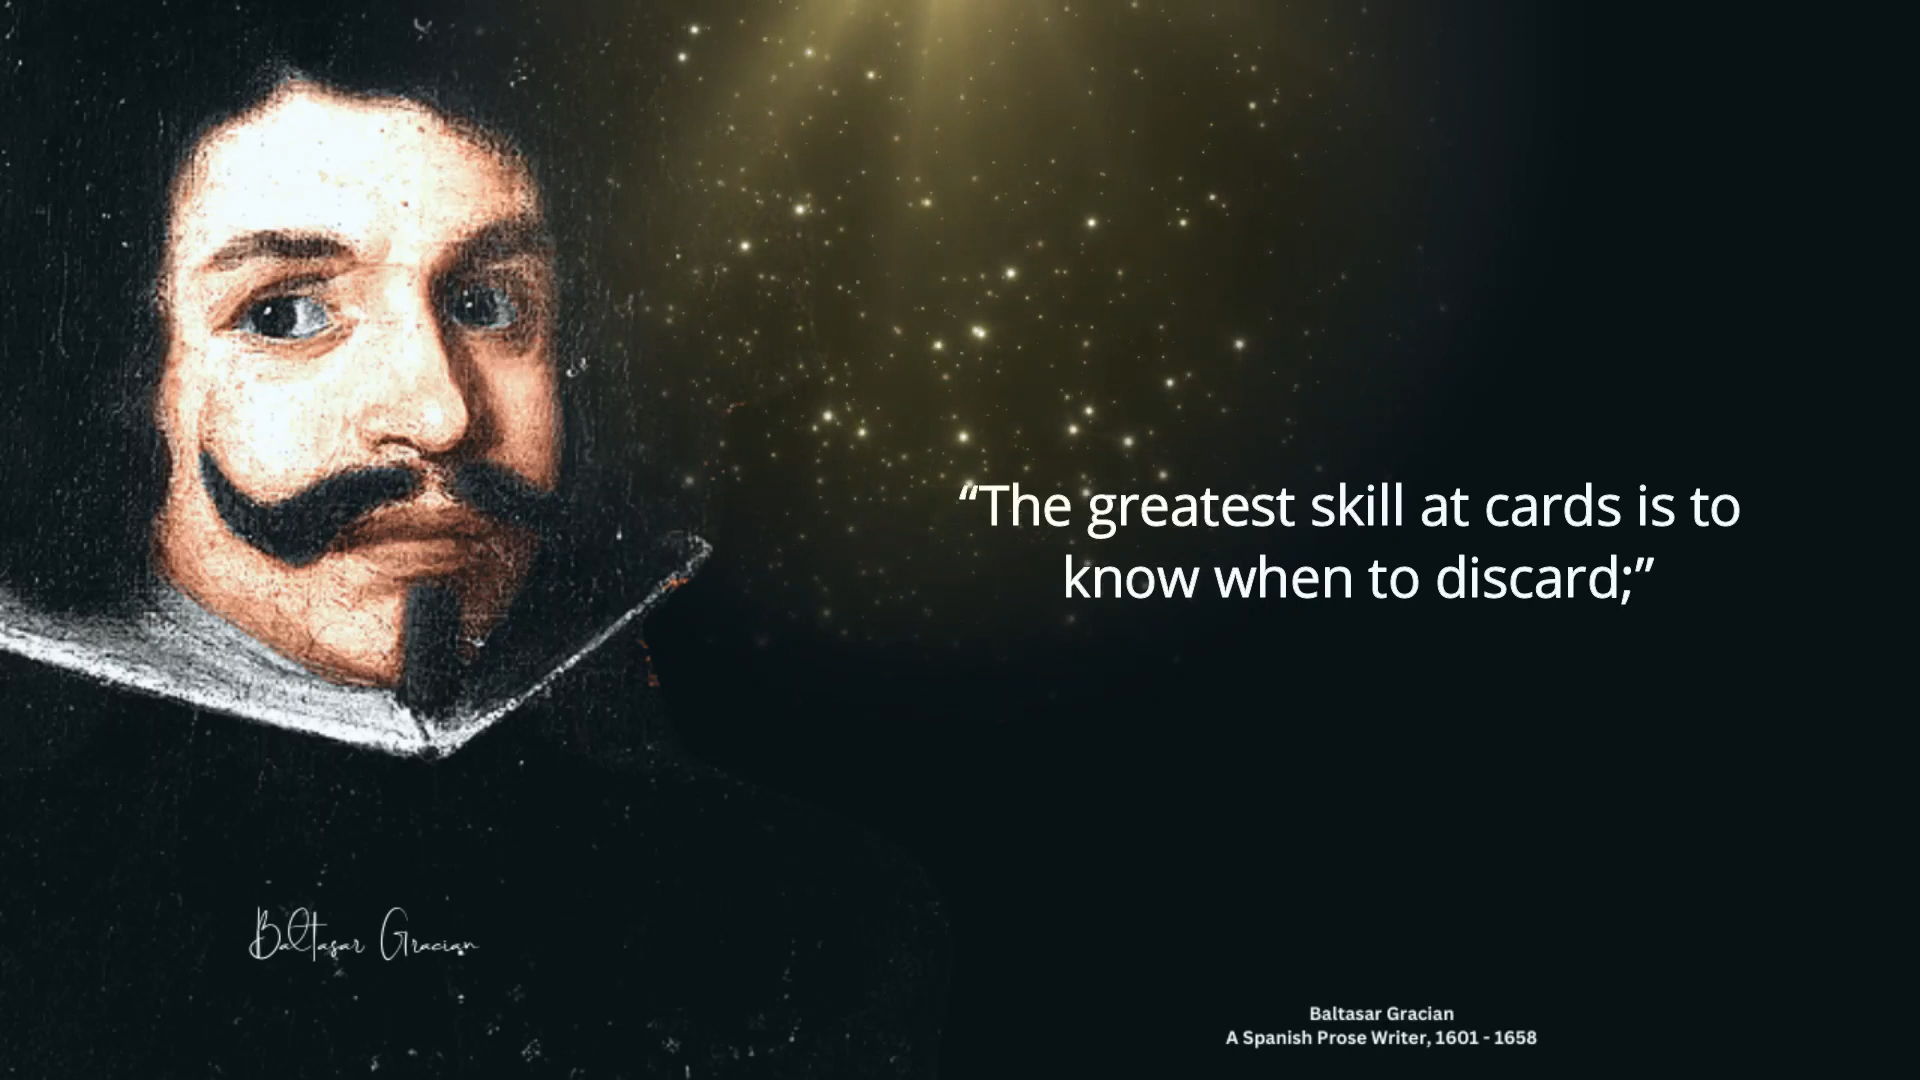 “The greatest skill at cards is to
know when to discard;”
Baltasar Gracian
Baltasar Gracian
A Spanish Prose Writer, 1601 - 1658